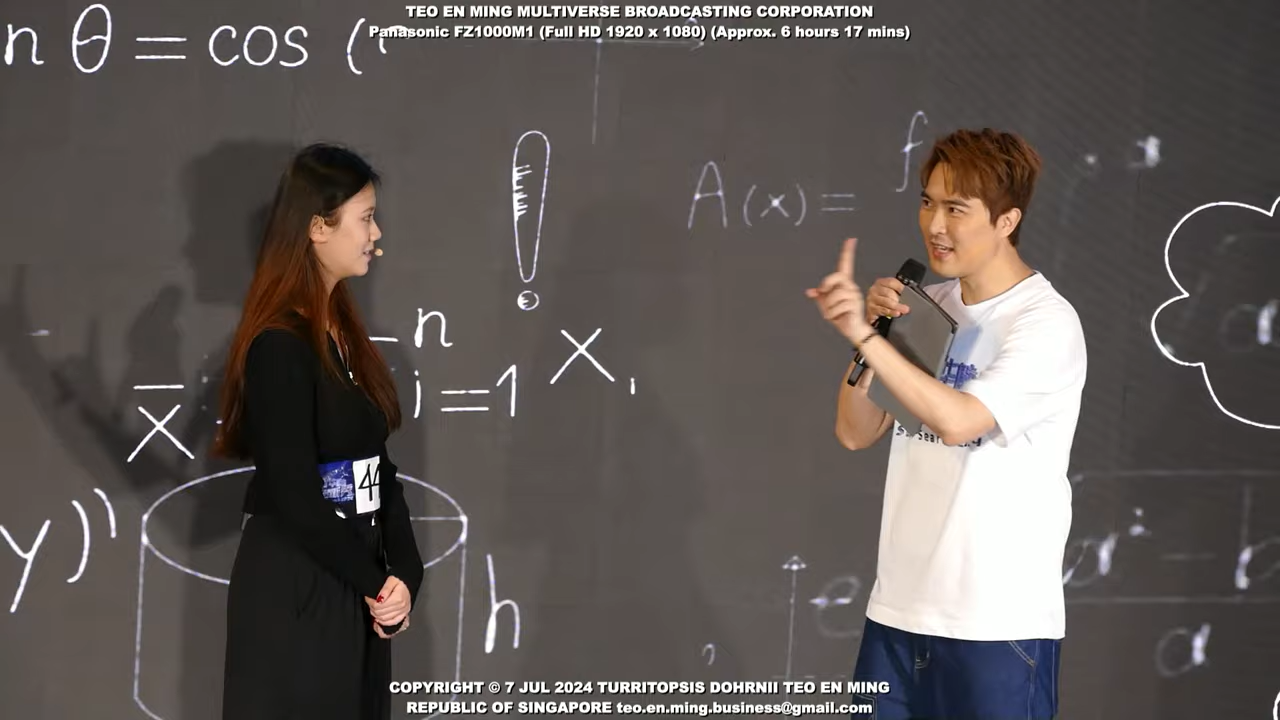 TEO EN MING MULTIVERSE BROADCASTING CORPORATION
Panasonic FZ1000M1 (Full HD 1920 x 1080) (Approx. 6 hours 17 mins)
n θ = cos (
f
A(x) =
n
x̅
i=1 X
y)
44
h
COPYRIGHT © 7 JUL 2024 TURRITOPSIS DOHRNII TEO EN MING
REPUBLIC OF SINGAPORE teo.en.ming.business@gmail.com